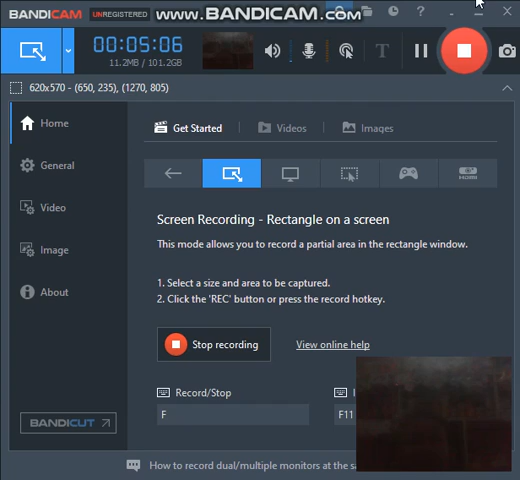 BANDICAM UNREGISTERED www.BANDICAM.com
00:05:06
11.2MB / 101.2GB
T
620x570 - (650, 235), (1270, 805)
Home
General
Video
Image
About
BANDICUT
Get Started
Videos
Images
Screen Recording - Rectangle on a screen
This mode allows you to record a partial area in the rectangle window.
1. Select a size and area to be captured.
2. Click the 'REC' button or press the record hotkey.
Stop recording
View online help
Record/Stop
F
F11
How to record dual/multiple monitors at the